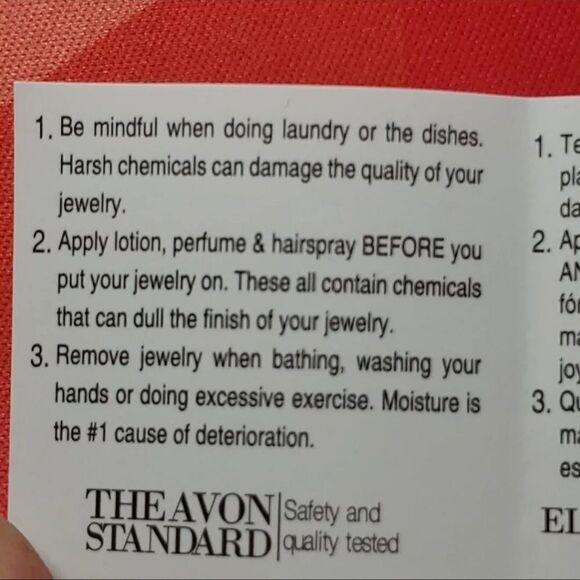 1. Be mindful when doing laundry or the dishes.
Harsh chemicals can damage the quality of your
jewelry.
2. Apply lotion, perfume & hairspray BEFORE you
put your jewelry on. These all contain chemicals
that can dull the finish of your jewelry.
3. Remove jewelry when bathing, washing your
hands or doing excessive exercise. Moisture is
the #1 cause of deterioration.
THE AVON
STANDARD
Safety and
quality tested
1.
2.
3.